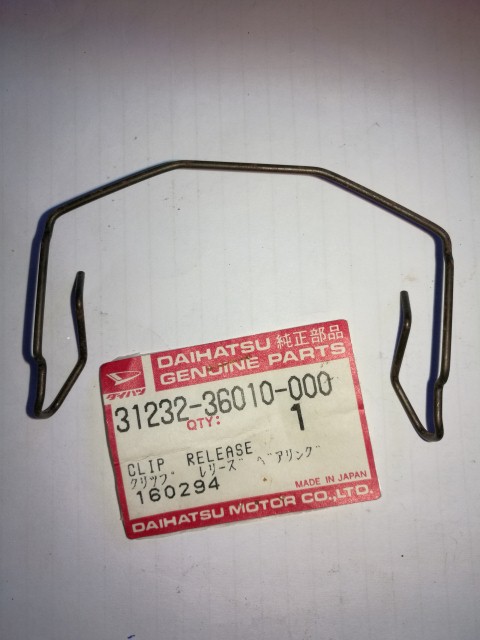 DAIHATSU 純正部品
GENUINE PARTS
ダイハツ
31232-36010-000
QTY: 1
CLIP RELEASE
クリップ レリーズ ベアリング
160294
MADE IN JAPAN
DAIHATSU MOTOR CO.,LTD.